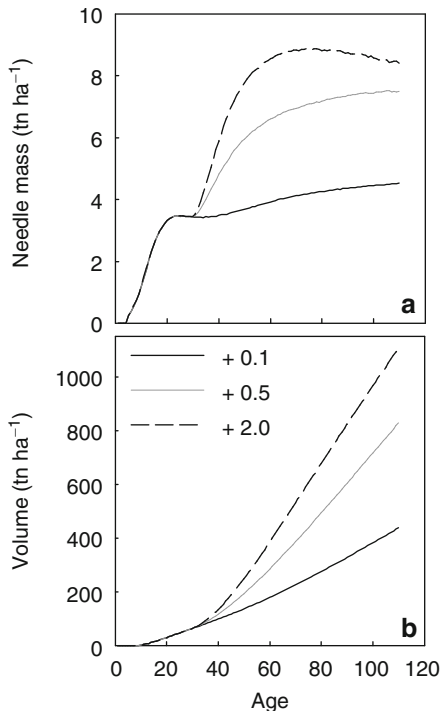 10
8
6
4
2
0
Needle mass (tn ha⁻¹)
a
1000
800
600
400
200
0
Volume (tn ha⁻¹)
+ 0.1
+ 0.5
+ 2.0
b
0 20 40 60 80 100 120
Age